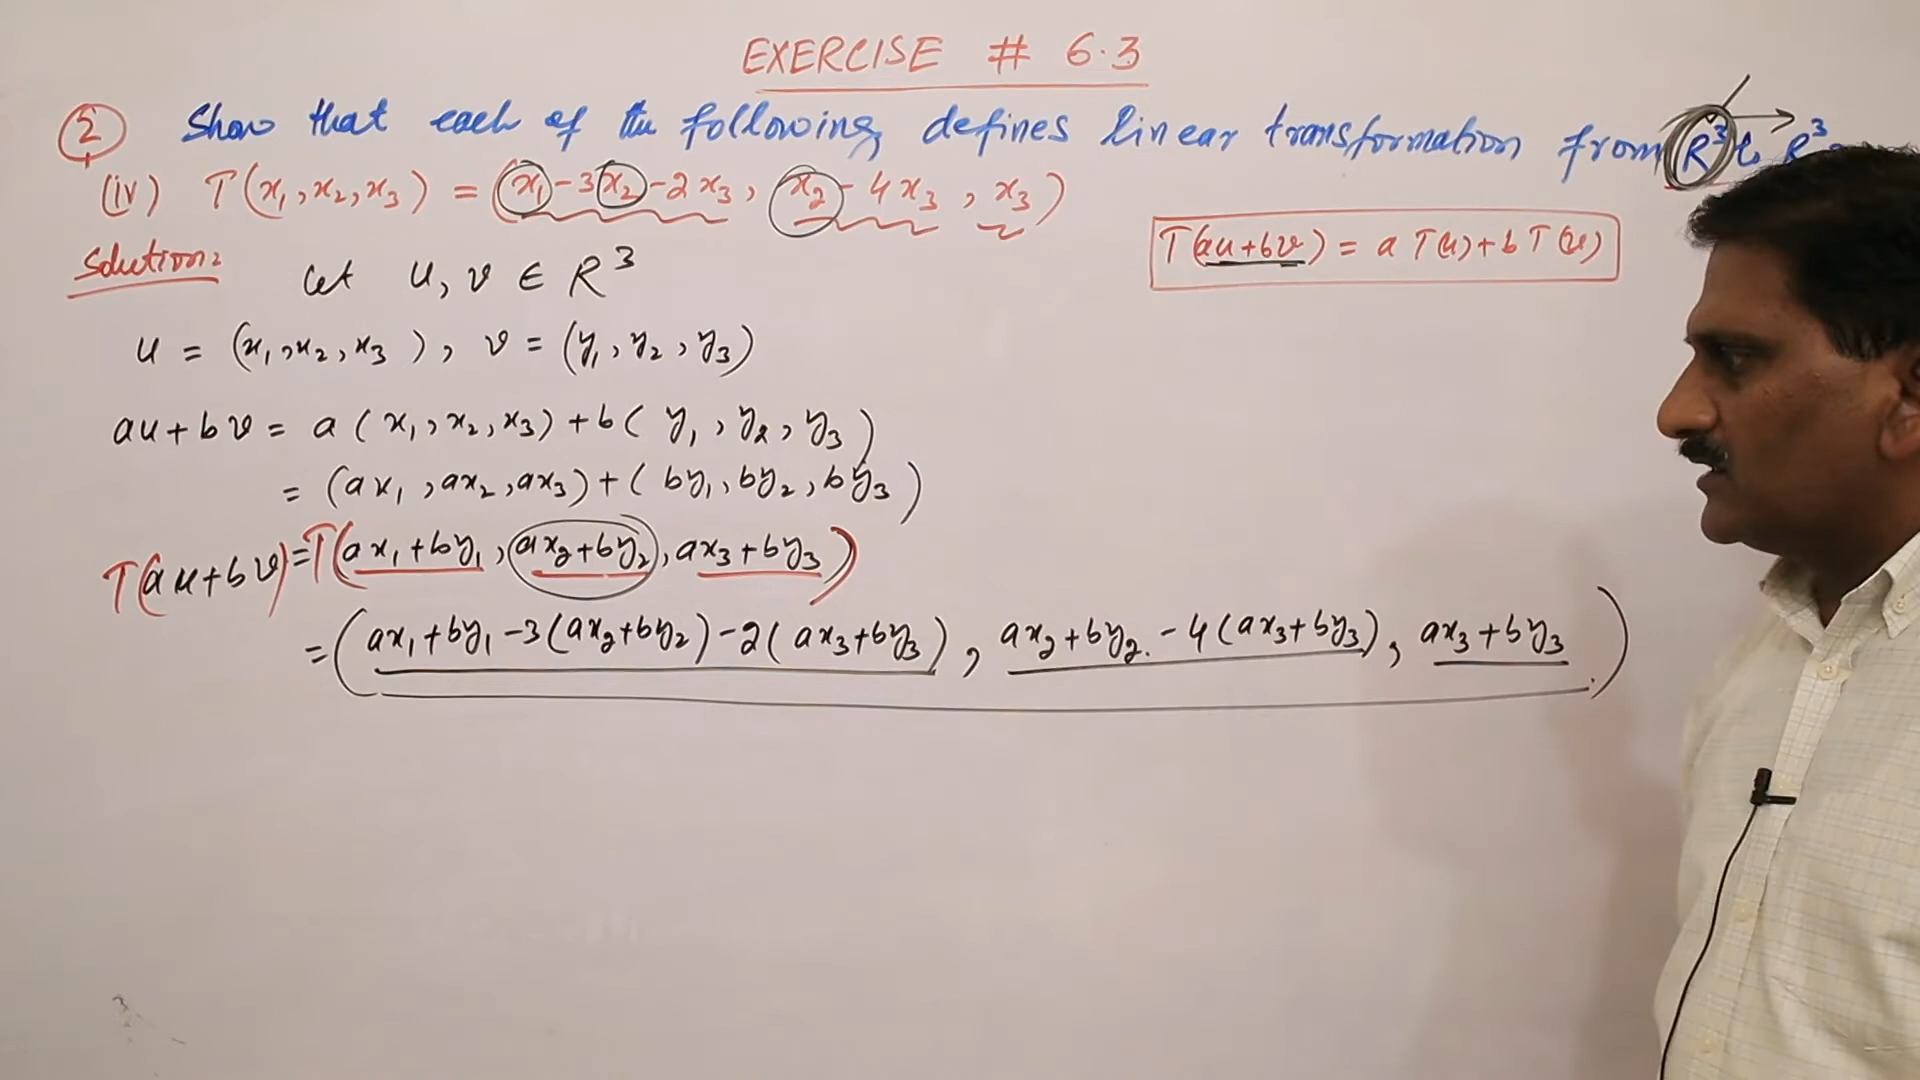 EXERCISE # 6.3
2 Show that each of the following defines linear transformation from R³ to R³
(iv) T(x₁, x₂, x₃) = (x₁ - 3x₂ - 2x₃, x₂ - 4x₃, x₃)
T(au+bv) = a T(u) + b T(v)
Solution:
Let u, v ∈ R³
u = (x₁, x₂, x₃), v = (y₁, y₂, y₃)
au + bv = a(x₁, x₂, x₃) + b(y₁, y₂, y₃)
= (ax₁, ax₂, ax₃) + (by₁, by₂, by₃)
T(au+bv) = T(ax₁+by₁, ax₂+by₂, ax₃+by₃)
= (ax₁+by₁ -3(ax₂+by₂) -2(ax₃+by₃), ax₂+by₂ -4(ax₃+by₃), ax₃+by₃)